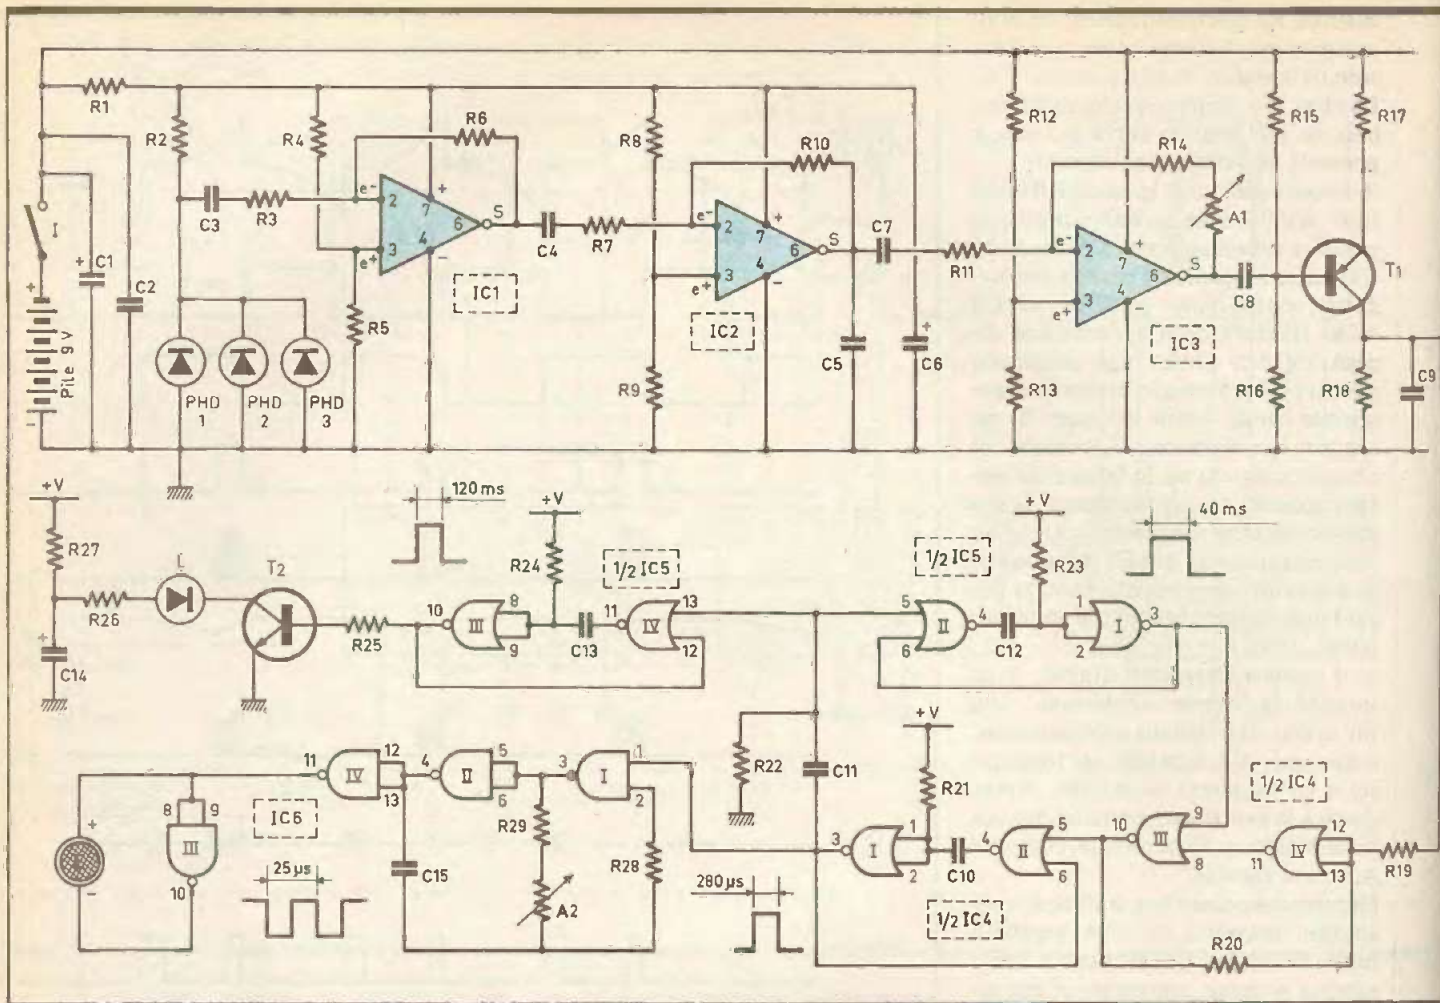 R1
R2
R4
R6
R8
R10
R12
R14
R15
R17
C3
R3
e-
2
7
+
3
e+
4
-
6
S
IC1
C4
R7
e-
2
7
+
3
e+
4
-
6
S
IC2
C7
R11
e-
2
7
+
3
e+
4
-
6
S
IC3
A1
C8
T1
I
+
C1
C2
+
Pile 9 V
-
PHD
1
PHD
2
PHD
3
R5
R9
C5
C6
+
R13
R16
R18
C9
+V
R27
R26
L
T2
+
C14
R25
120 ms
+V
R24
10
III
8
9
C13
1/2 IC5
11
IV
13
12
1/2 IC5
5
6
II
4
C12
+V
R23
1
2
I
3
40 ms
R22
C11
+V
R21
3
I
1
2
C10
4
II
5
6
1/2 IC4
10
III
9
8
1/2 IC4
11
IV
12
13
R19
R20
280 µs
11
IV
12
13
4
II
5
6
3
I
1
2
R29
A2
R28
C15
IC6
8
9
III
10
+
-
25 µs